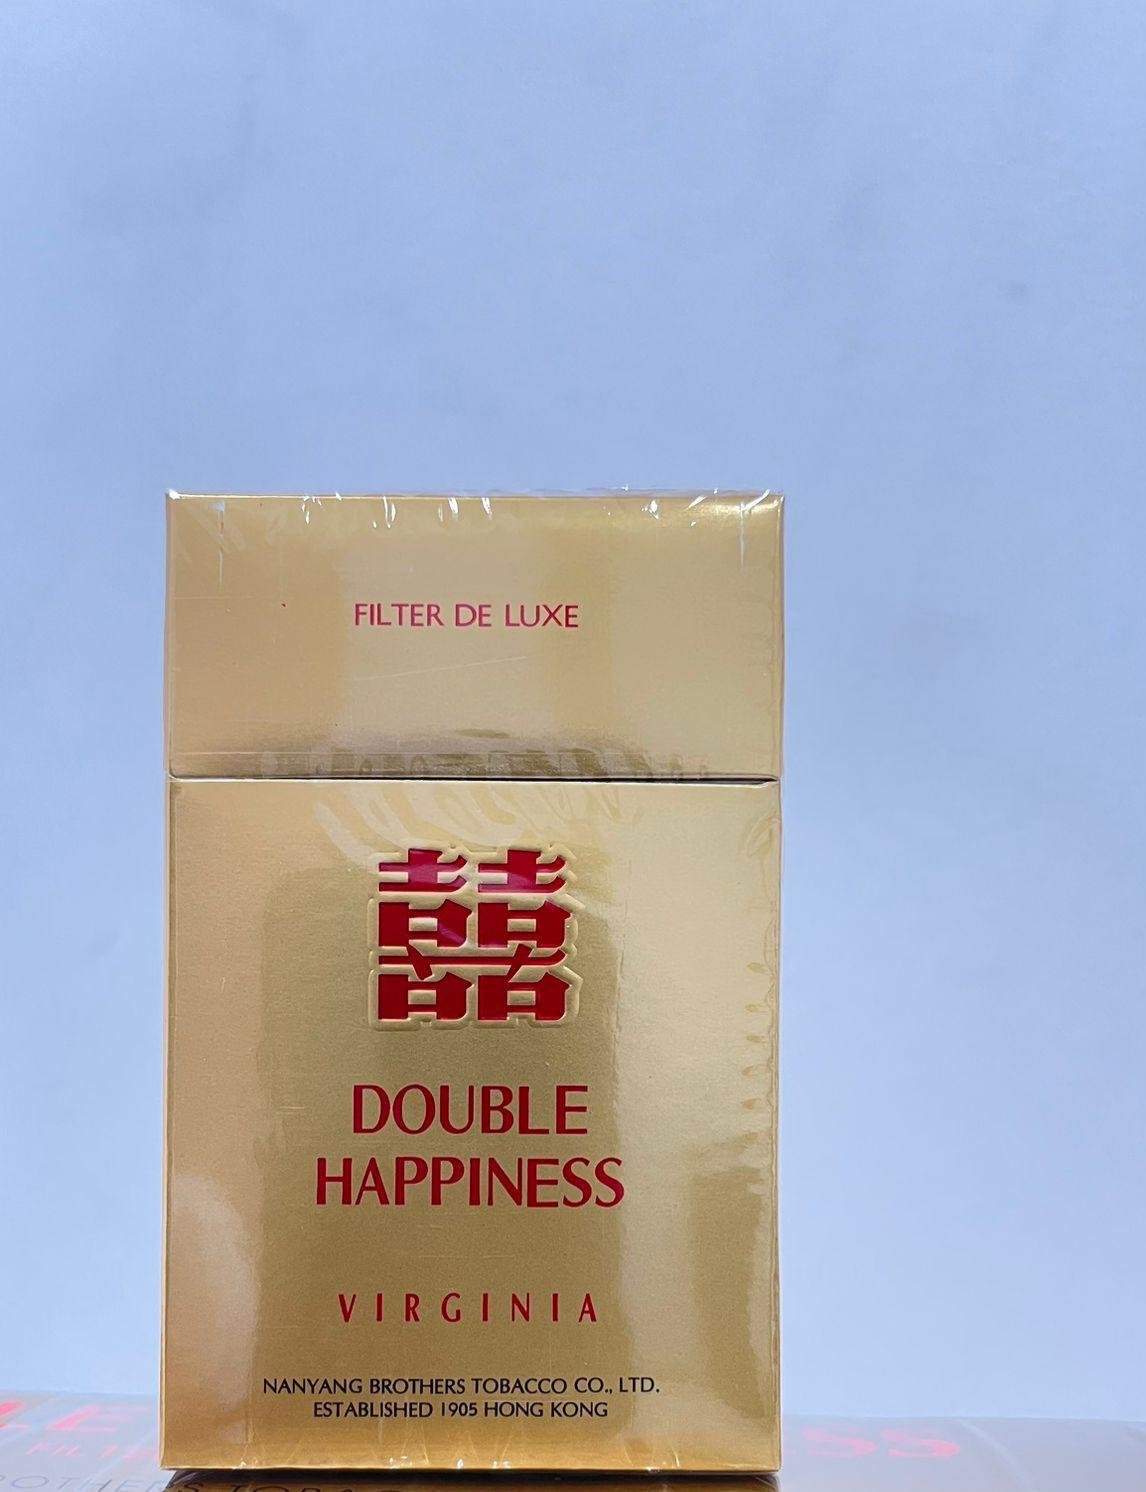 FILTER DE LUXE
囍
DOUBLE
HAPPINESS
VIRGINIA
NANYANG BROTHERS TOBACCO CO., LTD.
ESTABLISHED 1905 HONG KONG